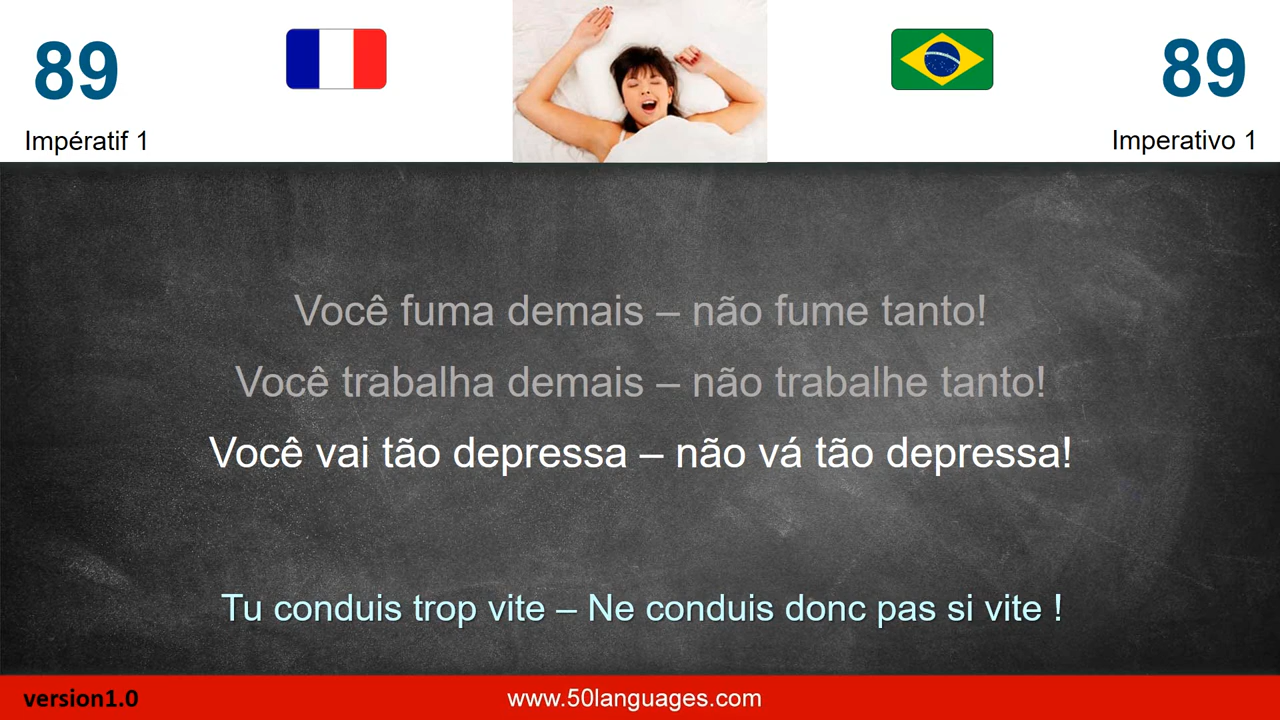 89
89
Impératif 1
Imperativo 1
Você fuma demais – não fume tanto!
Você trabalha demais – não trabalhe tanto!
Você vai tão depressa – não vá tão depressa!
Tu conduis trop vite – Ne conduis donc pas si vite !
version1.0
www.50languages.com